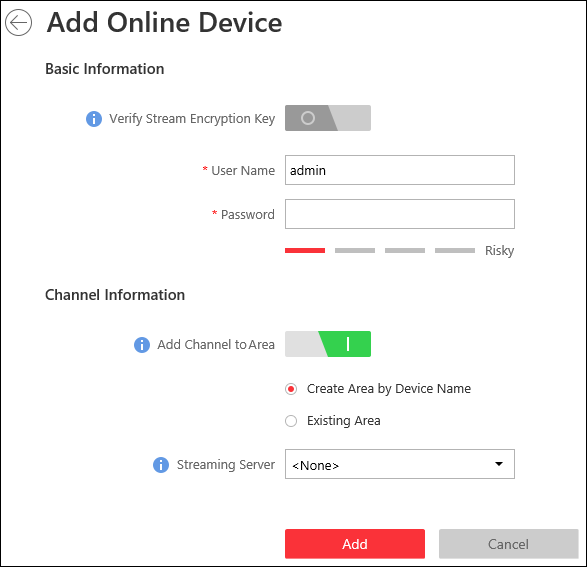 Add Online Device
Basic Information
Verify Stream Encryption Key
* User Name admin
* Password
Risky
Channel Information
Add Channel to Area
Create Area by Device Name
Existing Area
Streaming Server <None>
Add Cancel